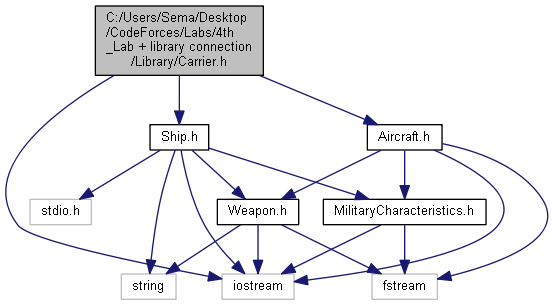 C:/Users/Sema/Desktop
/CodeForces/Labs/4th
_Lab + library connection
/Library/Carrier.h
Ship.h
Aircraft.h
stdio.h
Weapon.h
MilitaryCharacteristics.h
string
iostream
fstream